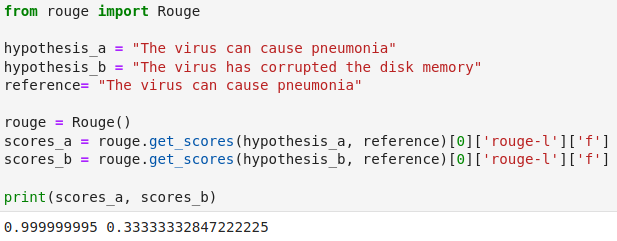 from rouge import Rouge
hypothesis_a = "The virus can cause pneumonia"
hypothesis_b = "The virus has corrupted the disk memory"
reference= "The virus can cause pneumonia"
rouge = Rouge()
scores_a = rouge.get_scores(hypothesis_a, reference)[0]['rouge-l']['f']
scores_b = rouge.get_scores(hypothesis_b, reference)[0]['rouge-l']['f']
print(scores_a, scores_b)
0.999999995 0.33333332847222225